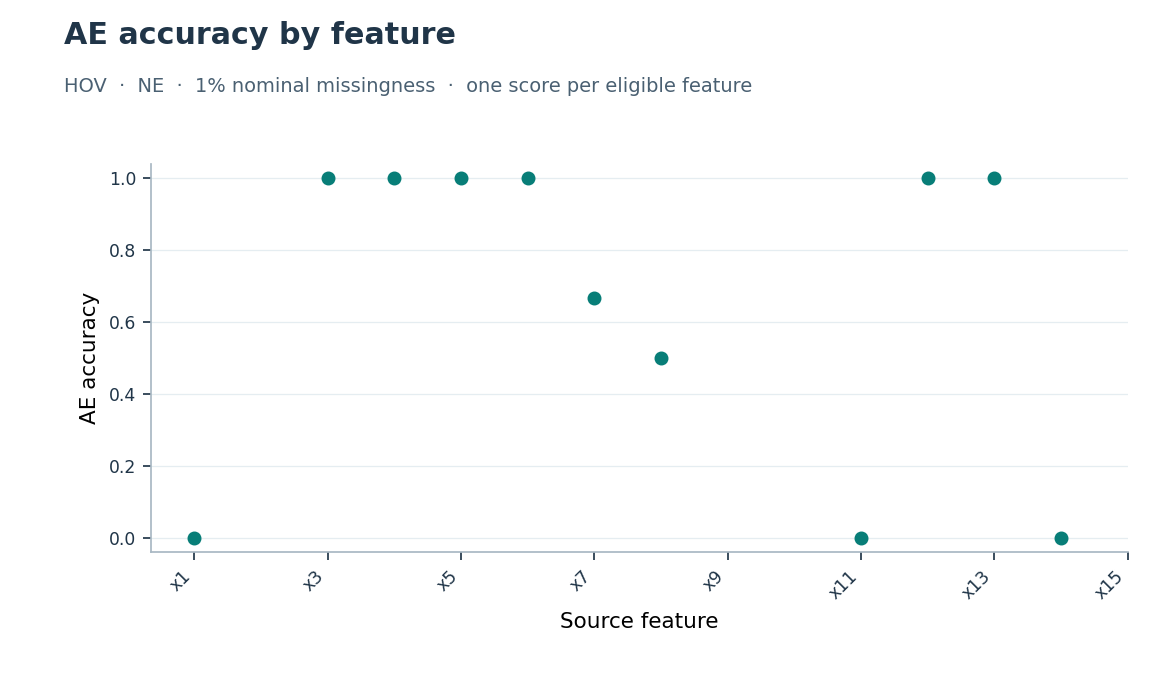 AE accuracy by feature
HOV · NE · 1% nominal missingness · one score per eligible feature
1.0
0.8
0.6
0.4
0.2
0.0
AE accuracy
x1
x3
x5
x7
x9
x11
x13
x15
Source feature